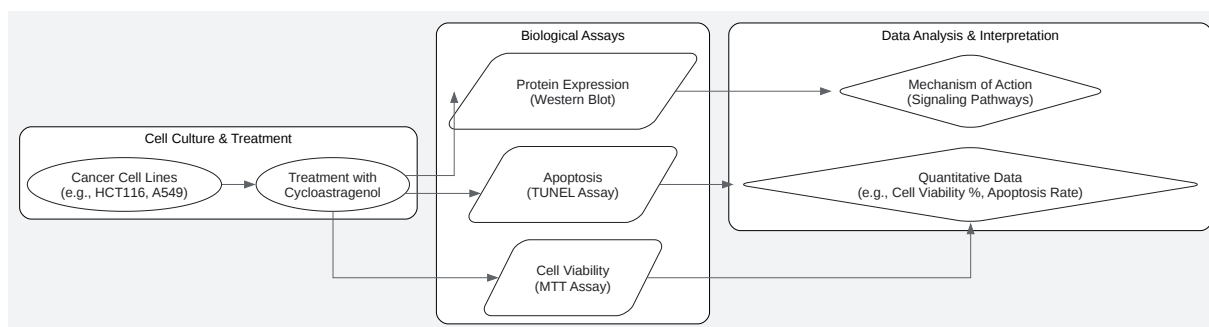 Cell Culture & Treatment
Cancer Cell Lines
(e.g., HCT116, A549)
Treatment with
Cycloastragenol
Biological Assays
Protein Expression
(Western Blot)
Apoptosis
(TUNEL Assay)
Cell Viability
(MTT Assay)
Data Analysis & Interpretation
Mechanism of Action
(Signaling Pathways)
Quantitative Data
(e.g., Cell Viability %, Apoptosis Rate)